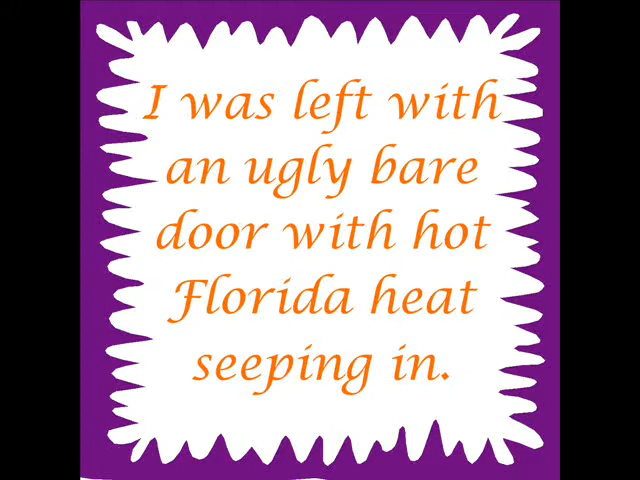 I was left with
an ugly bare
door with hot
Florida heat
seeping in.